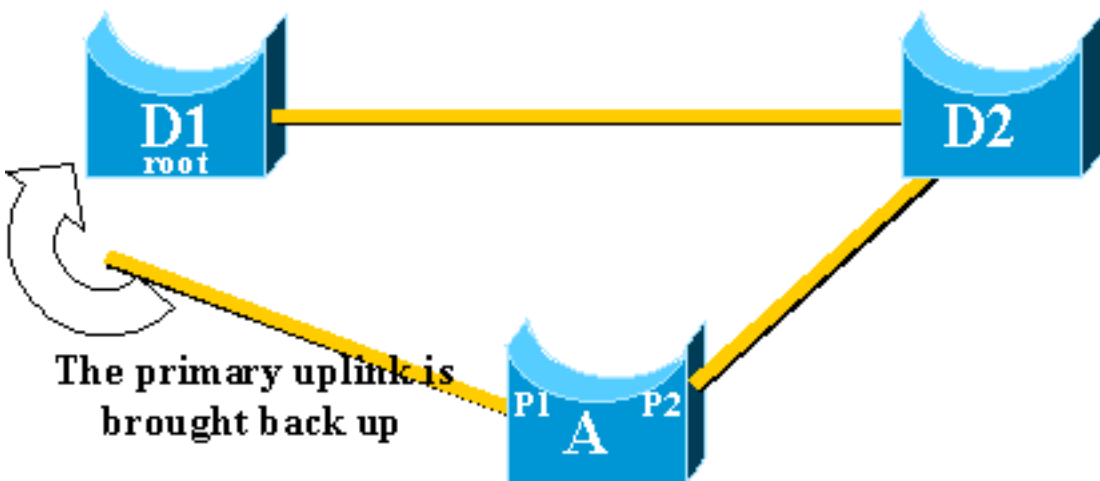 D1
root
D2
The primary uplink is
brought back up
P1
P2
A